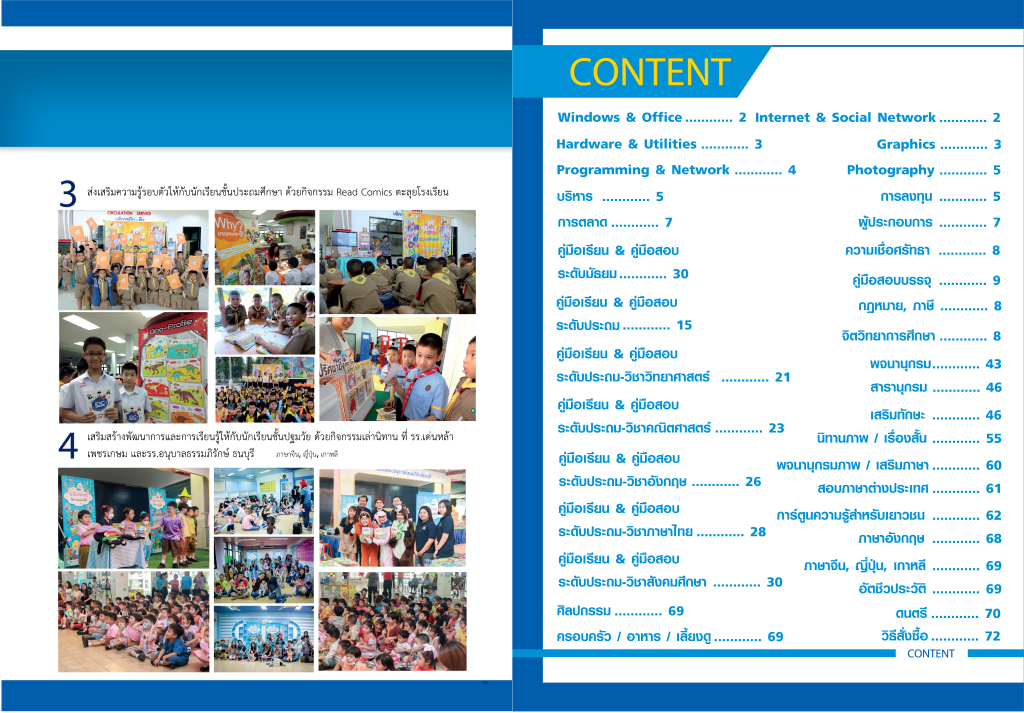 3 ส่งเสริมความรู้รอบตัวให้กับนักเรียนชั้นประถมศึกษา ด้วยกิจกรรม Read Comics ตะลุยโรงเรียน
CIRCULATION SERVICE
Why?
Dino-Profile
4 เสริมสร้างพัฒนาการและการเรียนรู้ให้กับนักเรียนชั้นปฐมวัย ด้วยกิจกรรมเล่านิทาน ที่ รร.เด่นหล้า
เพชรเกษม และรร.อนุบาลธรรมภิรักษ์ ธนบุรี ภาษาจีน, ญี่ปุ่น, เกาหลี
CONTENT
Windows & Office ............ 2 Internet & Social Network ............ 2
Hardware & Utilities ............ 3 Graphics ............ 3
Programming & Network ............ 4 Photography ............ 5
บริหาร ............ 5 การลงทุน ............ 5
การตลาด ............ 7 ผู้ประกอบการ ............ 7
คู่มือเรียน & คู่มือสอบ ความเชื่อศรัทธา ............ 8
ระดับมัธยม ............ 30 คู่มือสอบบรรจุ ............ 9
คู่มือเรียน & คู่มือสอบ กฎหมาย, ภาษี ............ 8
ระดับประถม ............ 15 จิตวิทยาการศึกษา ............ 8
คู่มือเรียน & คู่มือสอบ พจนานุกรม............ 43
ระดับประถม-วิชาวิทยาศาสตร์ ............ 21 สารานุกรม ............ 46
คู่มือเรียน & คู่มือสอบ เสริมทักษะ ............ 46
ระดับประถม-วิชาคณิตศาสตร์ ............ 23 นิทานภาพ / เรื่องสั้น ............ 55
คู่มือเรียน & คู่มือสอบ พจนานุกรมภาพ / เสริมภาษา ............ 60
ระดับประถม-วิชาอังกฤษ ............ 26 สอบภาษาต่างประเทศ ............ 61
คู่มือเรียน & คู่มือสอบ การ์ตูนความรู้สำหรับเยาวชน ............ 62
ระดับประถม-วิชาภาษาไทย ............ 28 ภาษาอังกฤษ ............ 68
คู่มือเรียน & คู่มือสอบ ภาษาจีน, ญี่ปุ่น, เกาหลี ............ 69
ระดับประถม-วิชาสังคมศึกษา ............ 30 อัตชีวประวัติ ............ 69
ศิลปกรรม ............ 69 ดนตรี ............ 70
ครอบครัว / อาหาร / เลี้ยงดู ............ 69 วิธีสั่งซื้อ ............ 72
CONTENT